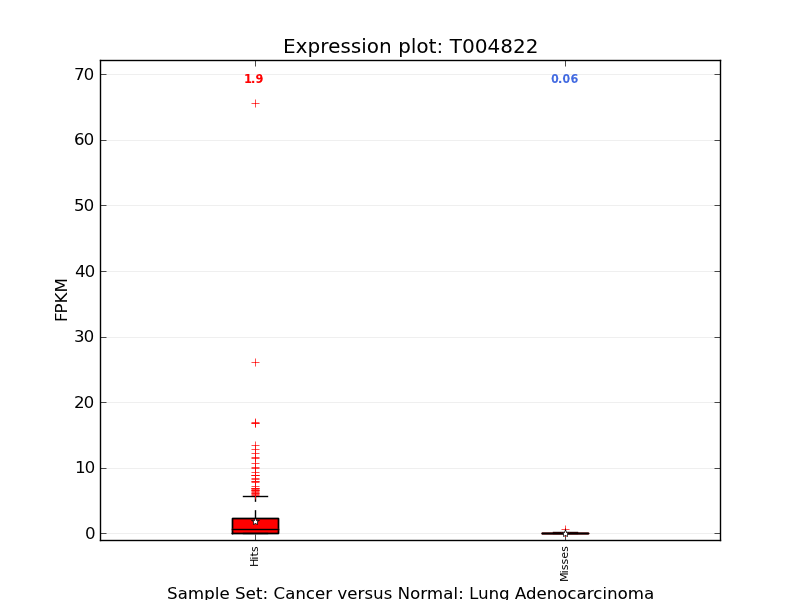 Expression plot: T004822
1.9
0.06
70
60
50
40
30
20
10
0
FPKM
Hits
Misses
Sample Set: Cancer versus Normal: Lung Adenocarcinoma